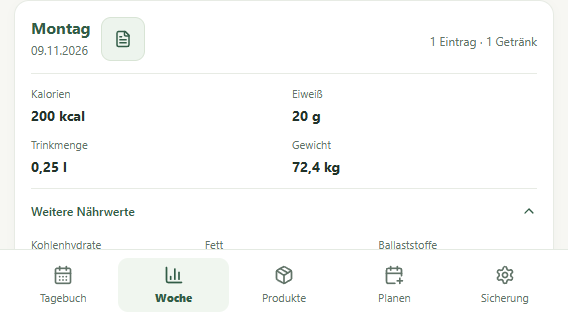 Montag
09.11.2026
1 Eintrag · 1 Getränk
Kalorien
200 kcal
Eiweiß
20 g
Trinkmenge
0,25 l
Gewicht
72,4 kg
Weitere Nährwerte
Kohlenhydrate
Fett
Ballaststoffe
Tagebuch
Woche
Produkte
Planen
Sicherung